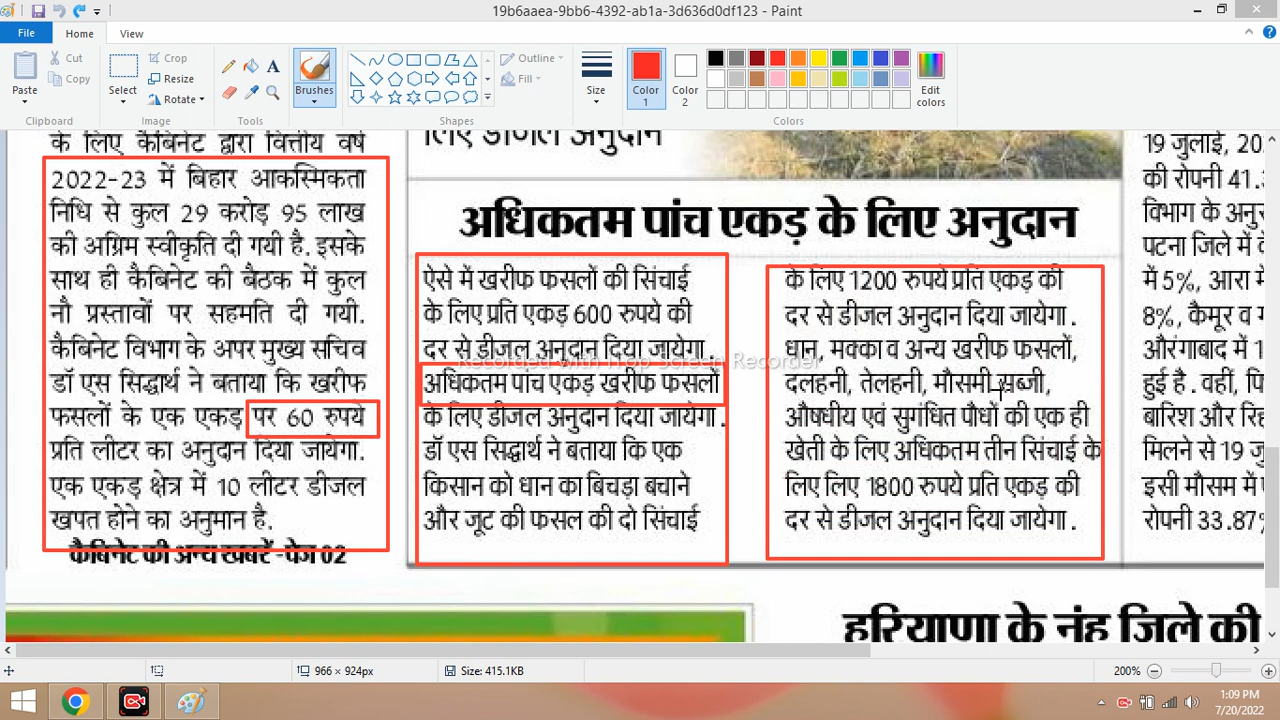 19b6aaea-9bb6-4392-ab1a-3d636d0df123 - Paint
File
Home
View
Paste
Cut
Copy
Clipboard
Select
Crop
Resize
Rotate
Image
Tools
Brushes
Shapes
Outline
Fill
Size
Color 1
Color 2
Edit colors
Colors
के लिए कैबिनेट द्वारा वित्तीय वर्ष
2022-23 में बिहार आकस्मिकता
निधि से कुल 29 करोड़ 95 लाख
की अग्रिम स्वीकृति दी गयी है. इसके
साथ ही कैबिनेट की बैठक में कुल
नौ प्रस्तावों पर सहमति दी गयी.
कैबिनेट विभाग के अपर मुख्य सचिव
डॉ एस सिद्धार्थ ने बताया कि खरीफ
फसलों के एक एकड़ पर 60 रुपये
प्रति लीटर का अनुदान दिया जायेगा.
एक एकड़ क्षेत्र में 10 लीटर डीजल
खपत होने का अनुमान है.
कैबिनेट की अन्य खबरें -पेज 02
लिए डीजल अनुदान
अधिकतम पांच एकड़ के लिए अनुदान
ऐसे में खरीफ फसलों की सिंचाई
के लिए प्रति एकड़ 600 रुपये की
दर से डीजल अनुदान दिया जायेगा .
अधिकतम पांच एकड़ खरीफ फसलों
के लिए डीजल अनुदान दिया जायेगा .
डॉ एस सिद्धार्थ ने बताया कि एक
किसान को धान का बिचड़ा बचाने
और जूट की फसल की दो सिंचाई
के लिए 1200 रुपये प्रति एकड़ की
दर से डीजल अनुदान दिया जायेगा .
धान, मक्का व अन्य खरीफ फसलों,
दलहनी, तेलहनी, मौसमी सब्जी,
औषधीय एवं सुगंधित पौधों की एक ही
खेती के लिए अधिकतम तीन सिंचाई के
लिए लिए 1800 रुपये प्रति एकड़ की
दर से डीजल अनुदान दिया जायेगा .
Recorded with iTop Screen Recorder
19 जुलाई,
की रोपनी
विभाग के
पटना जिले में
में 5%, आरा
8%, कैमूर व
औरंगाबाद में
हुई है . वहीं,
बारिश और
मिलने से 19
इसी मौसम में
रोपनी 33.87%
हरियाणा के नूंह जिले की
966 × 924px
Size: 415.1KB
200%
1:09 PM
7/20/2022